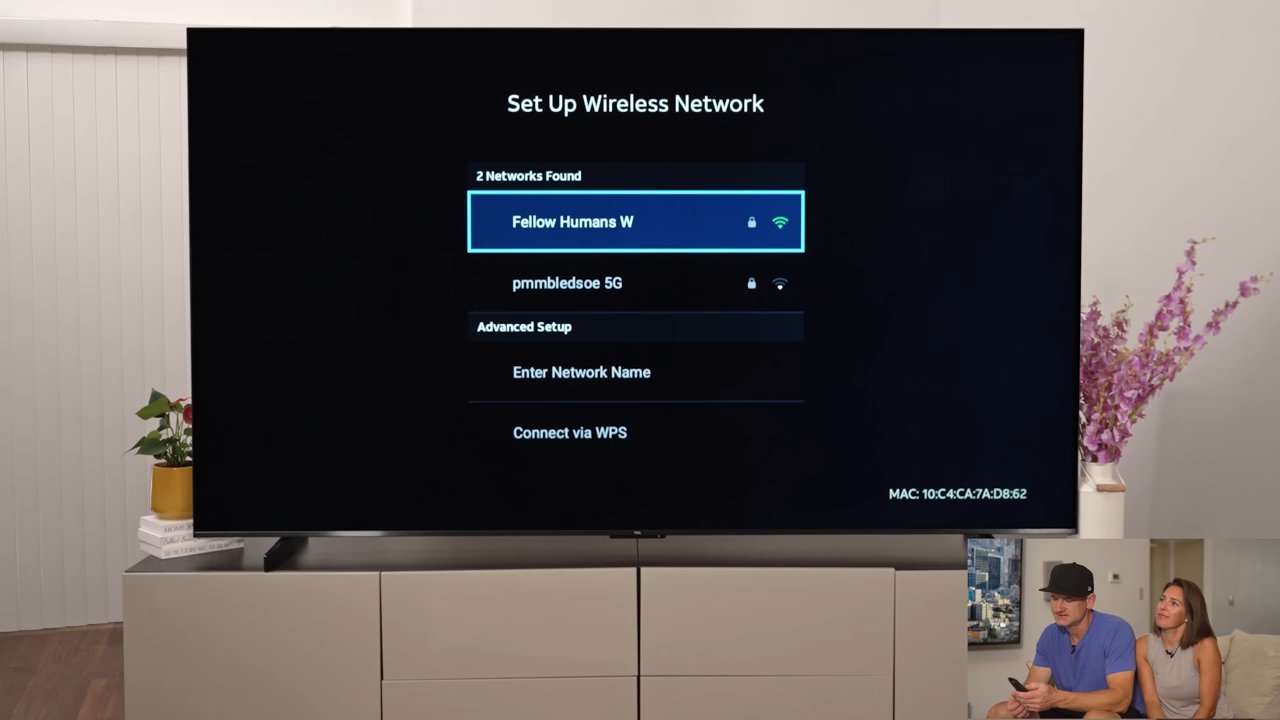 Set Up Wireless Network
2 Networks Found
Fellow Humans W
pmmbledsoe 5G
Advanced Setup
Enter Network Name
Connect via WPS
MAC: 10:C4:CA:7A:D8:62
HOME